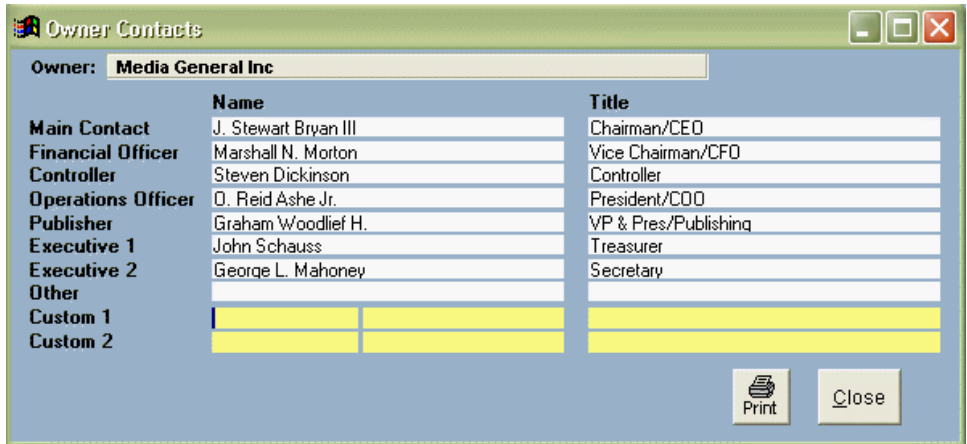 Owner Contacts
Owner: Media General Inc
Name Title
Main Contact J. Stewart Bryan III Chairman/CEO
Financial Officer Marshall N. Morton Vice Chairman/CFO
Controller Steven Dickinson Controller
Operations Officer O. Reid Ashe Jr. President/COO
Publisher Graham Woodlief H. VP & Pres/Publishing
Executive 1 John Schauss Treasurer
Executive 2 George L. Mahoney Secretary
Other
Custom 1
Custom 2
Print Close